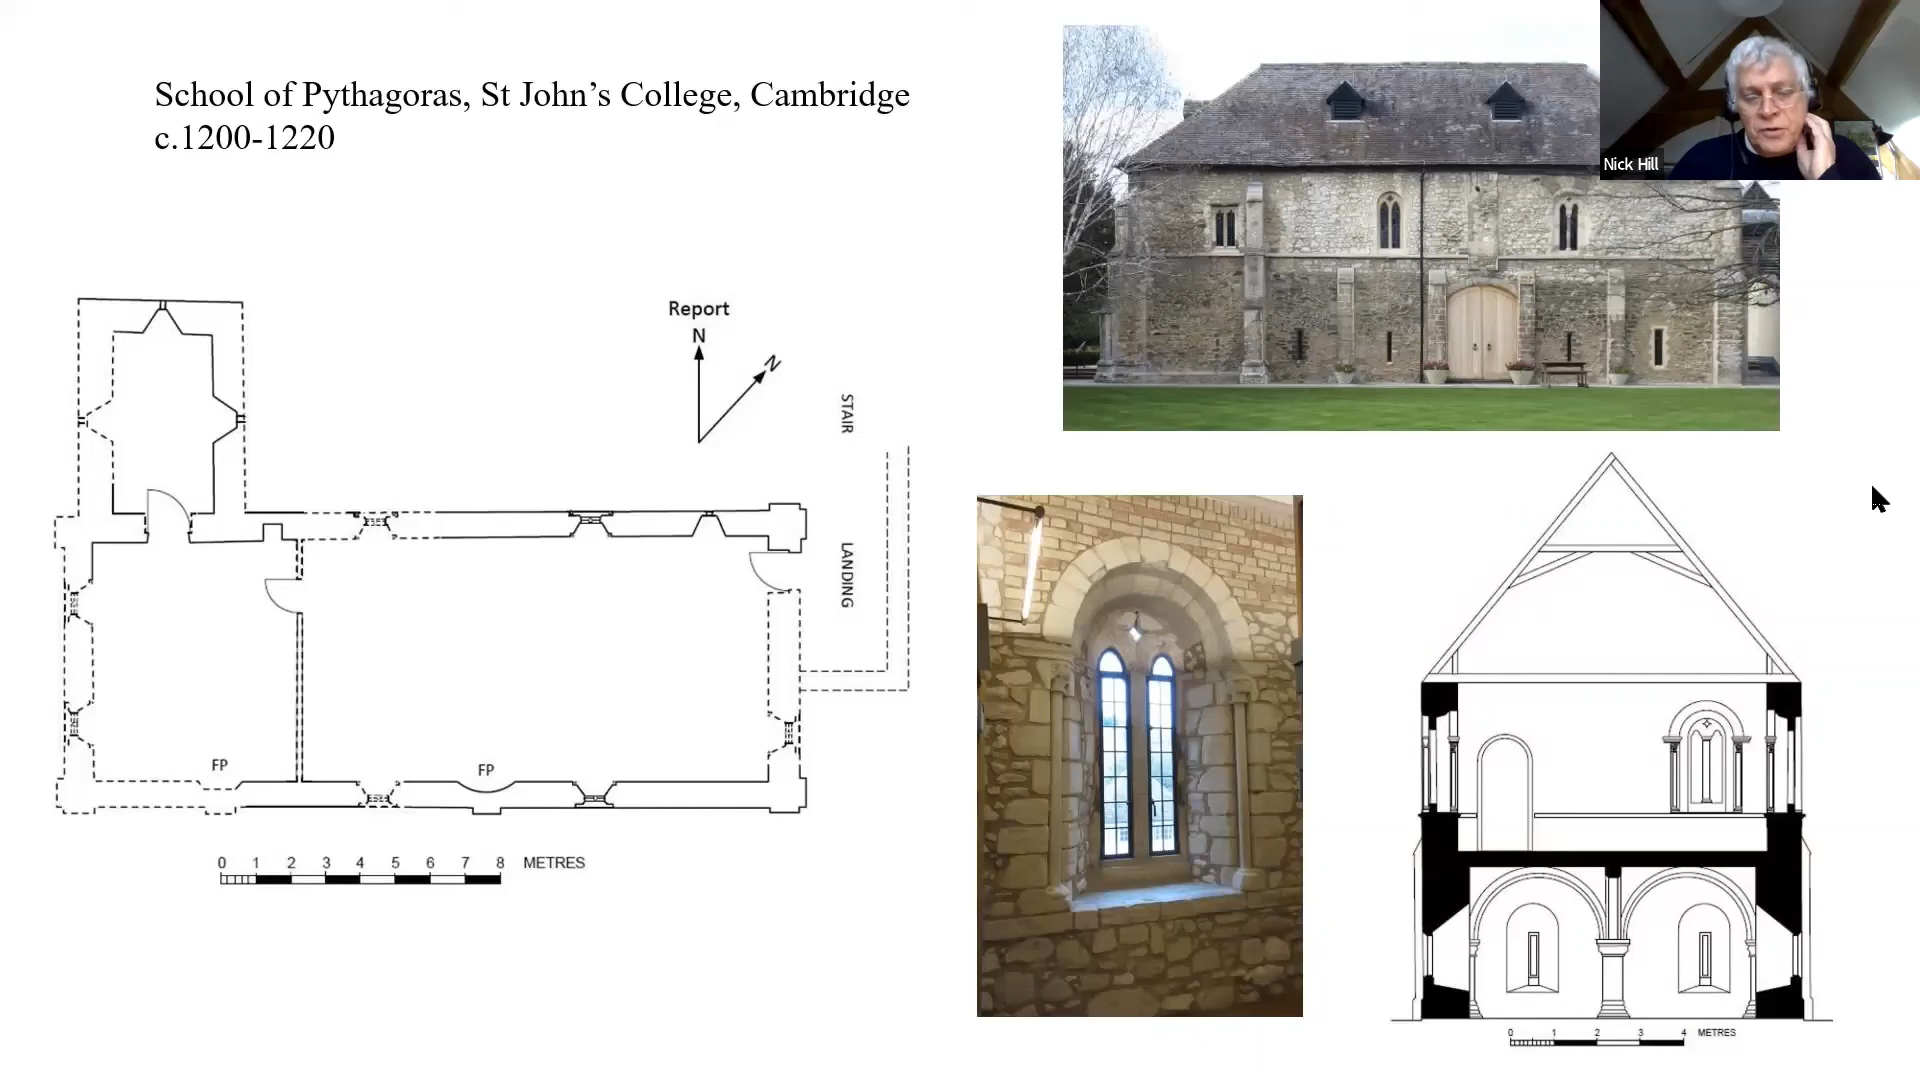 School of Pythagoras, St John’s College, Cambridge
c.1200-1220
Nick Hill
Report
N
N
STAIR
LANDING
FP
FP
0 1 2 3 4 5 6 7 8 METRES
0 1 2 3 4 METRES